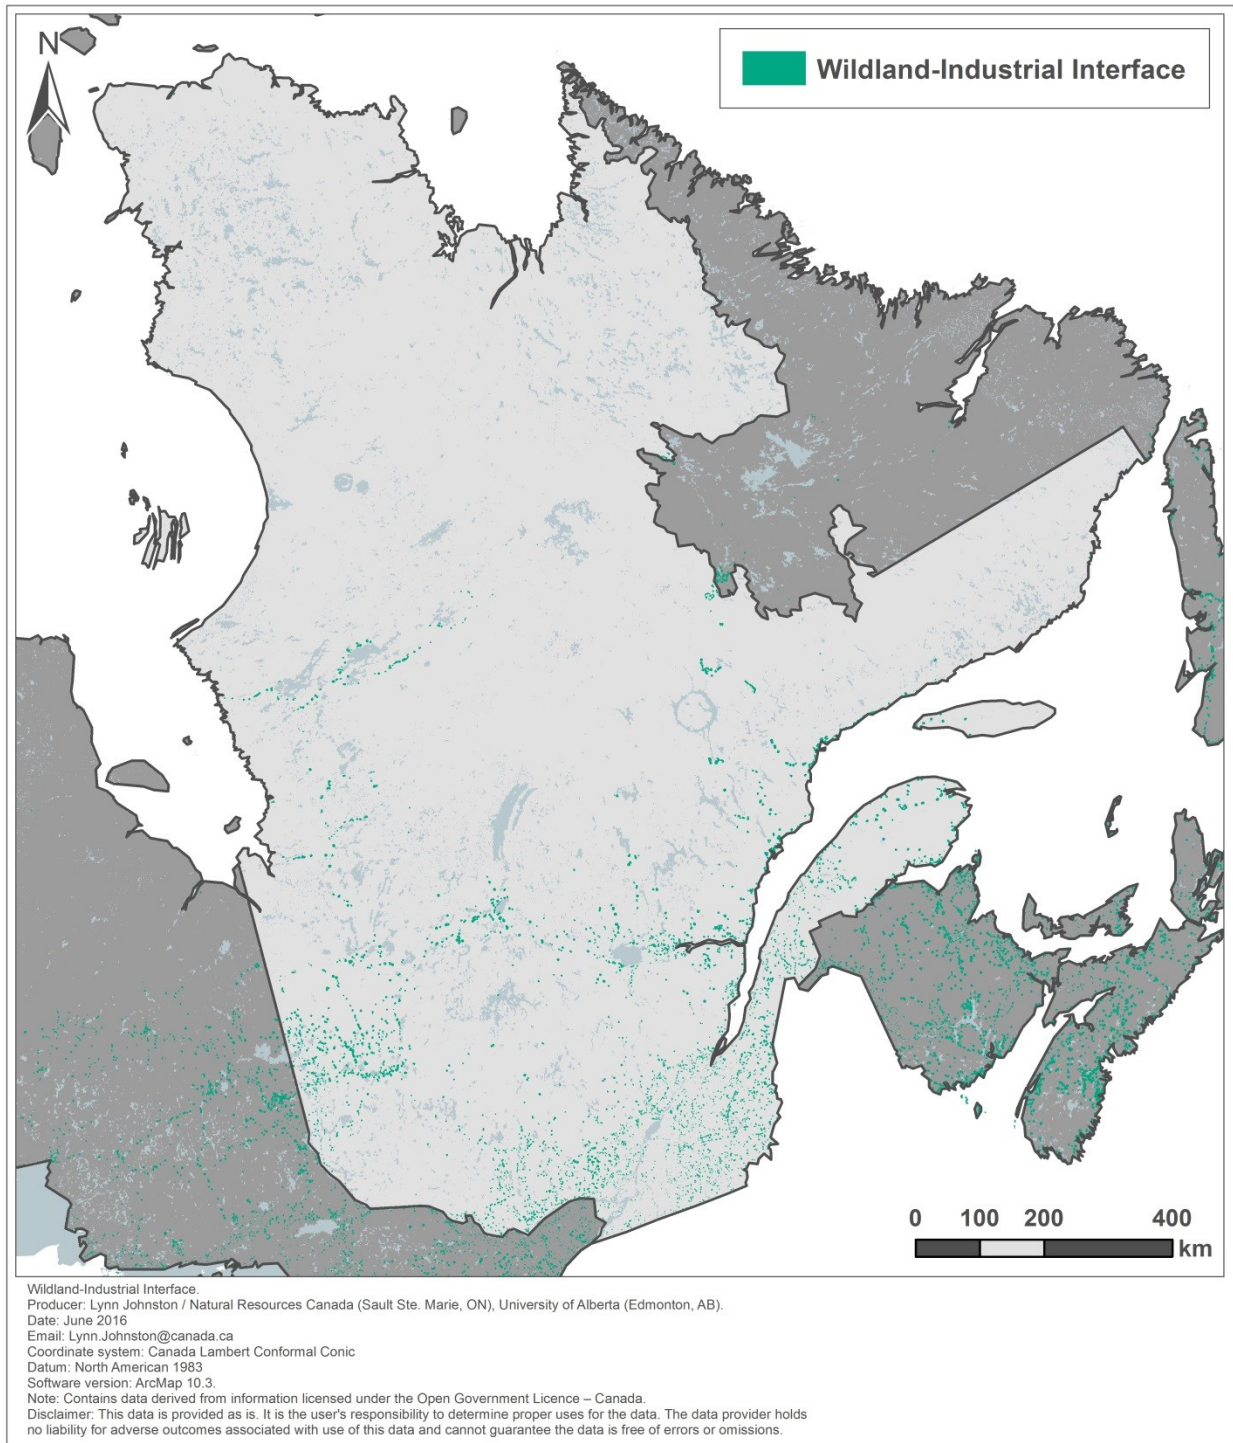 N
Wildland-Industrial Interface
0 100 200 400
km
Wildland-Industrial Interface.
Producer: Lynn Johnston / Natural Resources Canada (Sault Ste. Marie, ON), University of Alberta (Edmonton, AB).
Date: June 2016
Email: Lynn.Johnston@canada.ca
Coordinate system: Canada Lambert Conformal Conic
Datum: North American 1983
Software version: ArcMap 10.3.
Note: Contains data derived from information licensed under the Open Government Licence – Canada.
Disclaimer: This data is provided as is. It is the user's responsibility to determine proper uses for the data. The data provider holds
no liability for adverse outcomes associated with use of this data and cannot guarantee the data is free of errors or omissions.